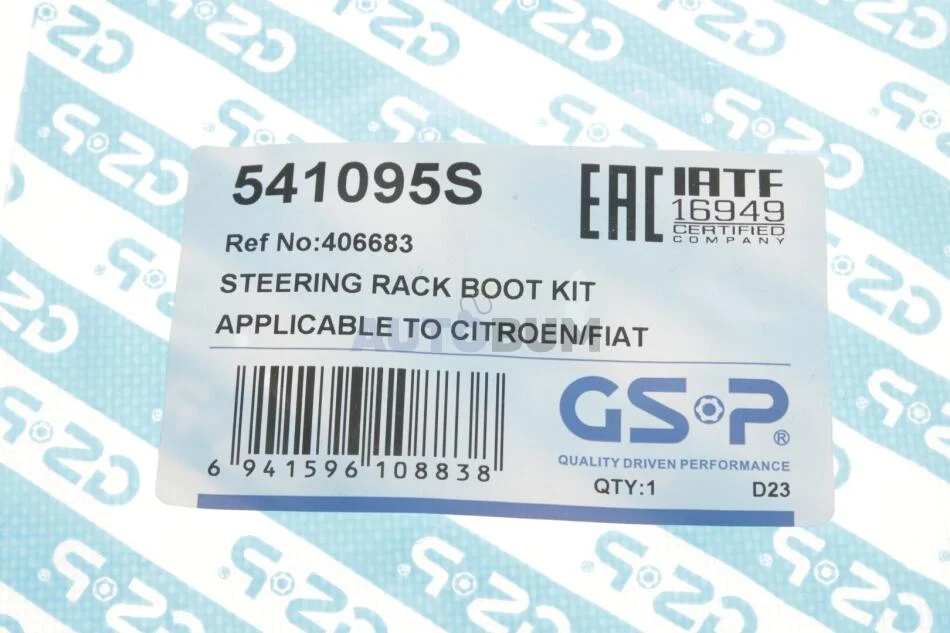 541095S
EAC
IATF
16949
CERTIFIED
COMPANY
Ref No:406683
STEERING RACK BOOT KIT
APPLICABLE TO CITROEN/FIAT
AUTOBUM
6 941596 108838
GSP®
QUALITY DRIVEN PERFORMANCE
QTY:1 D23